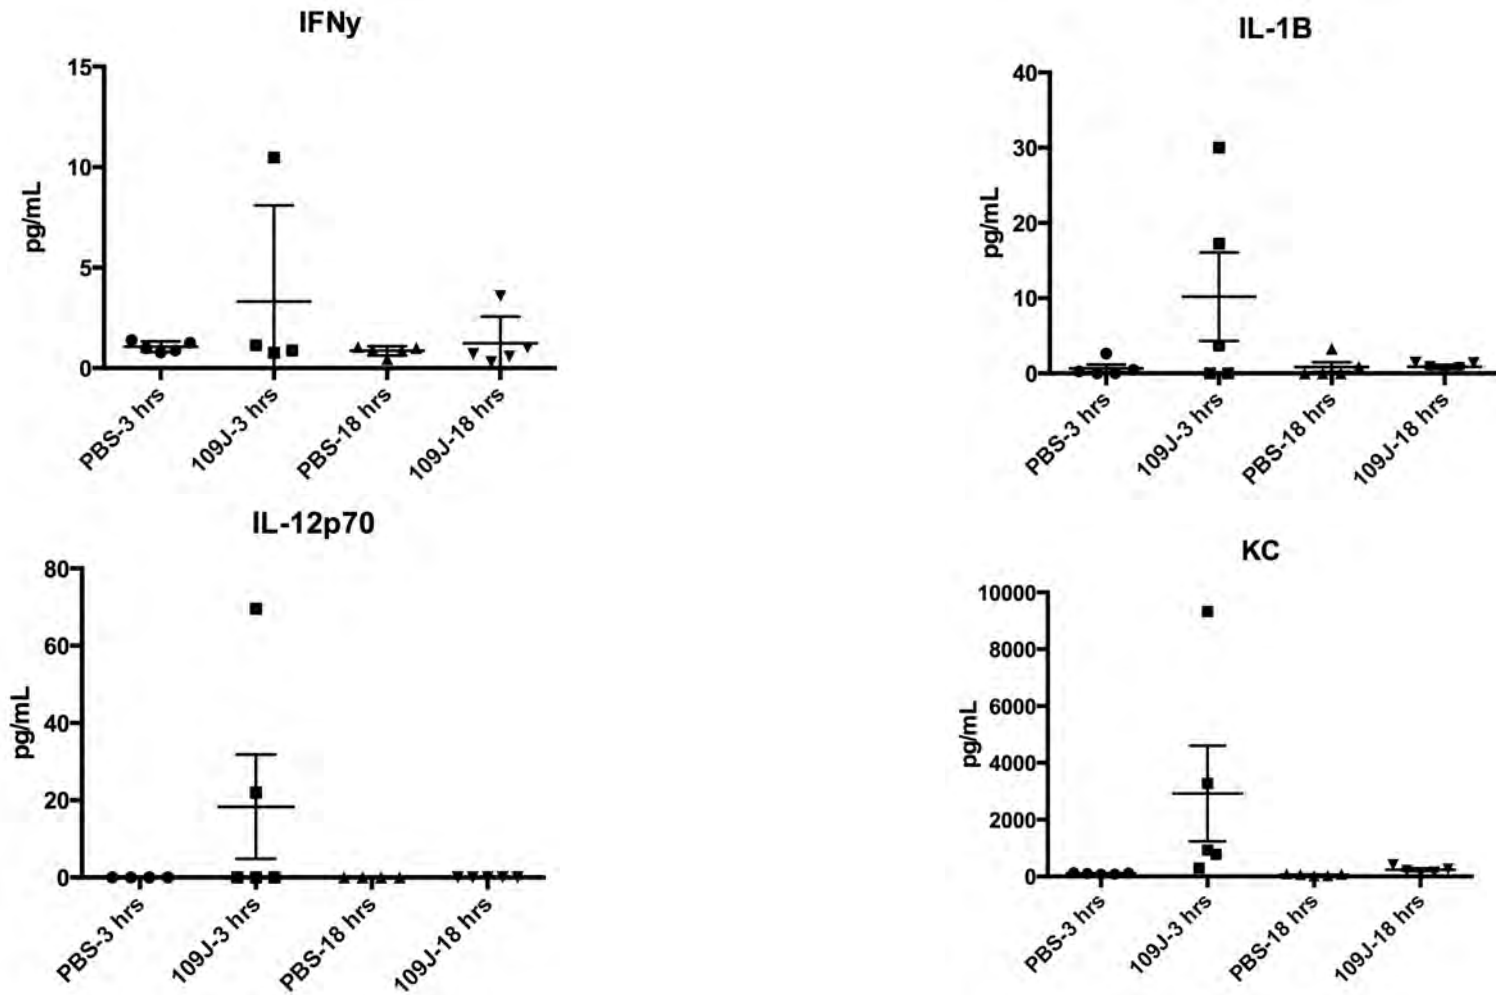 IFNy
15
10
5
0
pg/mL
PBS-3 hrs
109J-3 hrs
PBS-18 hrs
109J-18 hrs
IL-1B
40
30
20
10
0
pg/mL
PBS-3 hrs
109J-3 hrs
PBS-18 hrs
109J-18 hrs
IL-12p70
80
60
40
20
0
pg/mL
PBS-3 hrs
109J-3 hrs
PBS-18 hrs
109J-18 hrs
KC
10000
8000
6000
4000
2000
0
pg/mL
PBS-3 hrs
109J-3 hrs
PBS-18 hrs
109J-18 hrs